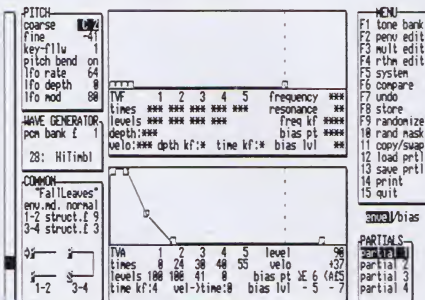 PITCH
coarse C 2
fine -41
key-fllw 1
pitch bend on
lfo rate 64
lfo depth 0
lfo mod 80
WAVE GENERATOR
pcm bank £ 1
28: HiTimbl
COMMON
"FallLeaves"
env.md. normal
1-2 struct.£ 9
3-4 struct.£ 3
1-2 3-4
TVF 1 2 3 4 5 frequency ***
times *** *** *** *** *** resonance **
levels *** *** *** *** freq kf ****
depth:*** bias pt ****
velo:*** dpth kf:* time kf:* bias lvl **
TVA 1 2 3 4 5 level 90
times 0 24 30 40 55 velo +37
levels 100 100 41 0 bias pt >E 6 <A£5
time kf:4 vel->time:0 bias lvl - 5 - 7
MENU
F1 tone bank
F2 penv edit
F3 mult edit
F4 rthm edit
F5 system
F6 compare
F7 undo
F8 store
F9 randomize
10 rand mask
11 copy/swap
12 load prtl
13 save prtl
14 print
15 quit
envel/bias
PARTIALS
partial 1
partial 2
partial 3
partial 4